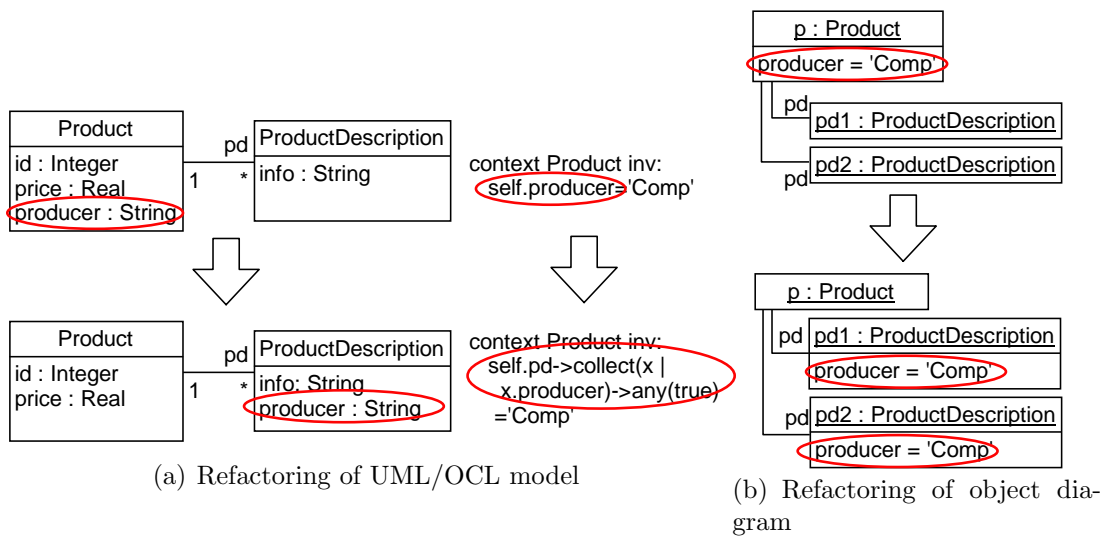 Product
id : Integer
price : Real
producer : String
1
pd
*
ProductDescription
info : String
context Product inv:
self.producer='Comp'
Product
id : Integer
price : Real
1
pd
*
ProductDescription
info: String
producer : String
context Product inv:
self.pd->collect(x |
x.producer)->any(true)
='Comp'
(a) Refactoring of UML/OCL model
p : Product
producer = 'Comp'
pd
pd1 : ProductDescription
pd2 : ProductDescription
pd
p : Product
pd
pd1 : ProductDescription
producer = 'Comp'
pd
pd2 : ProductDescription
producer = 'Comp'
(b) Refactoring of object dia-
gram